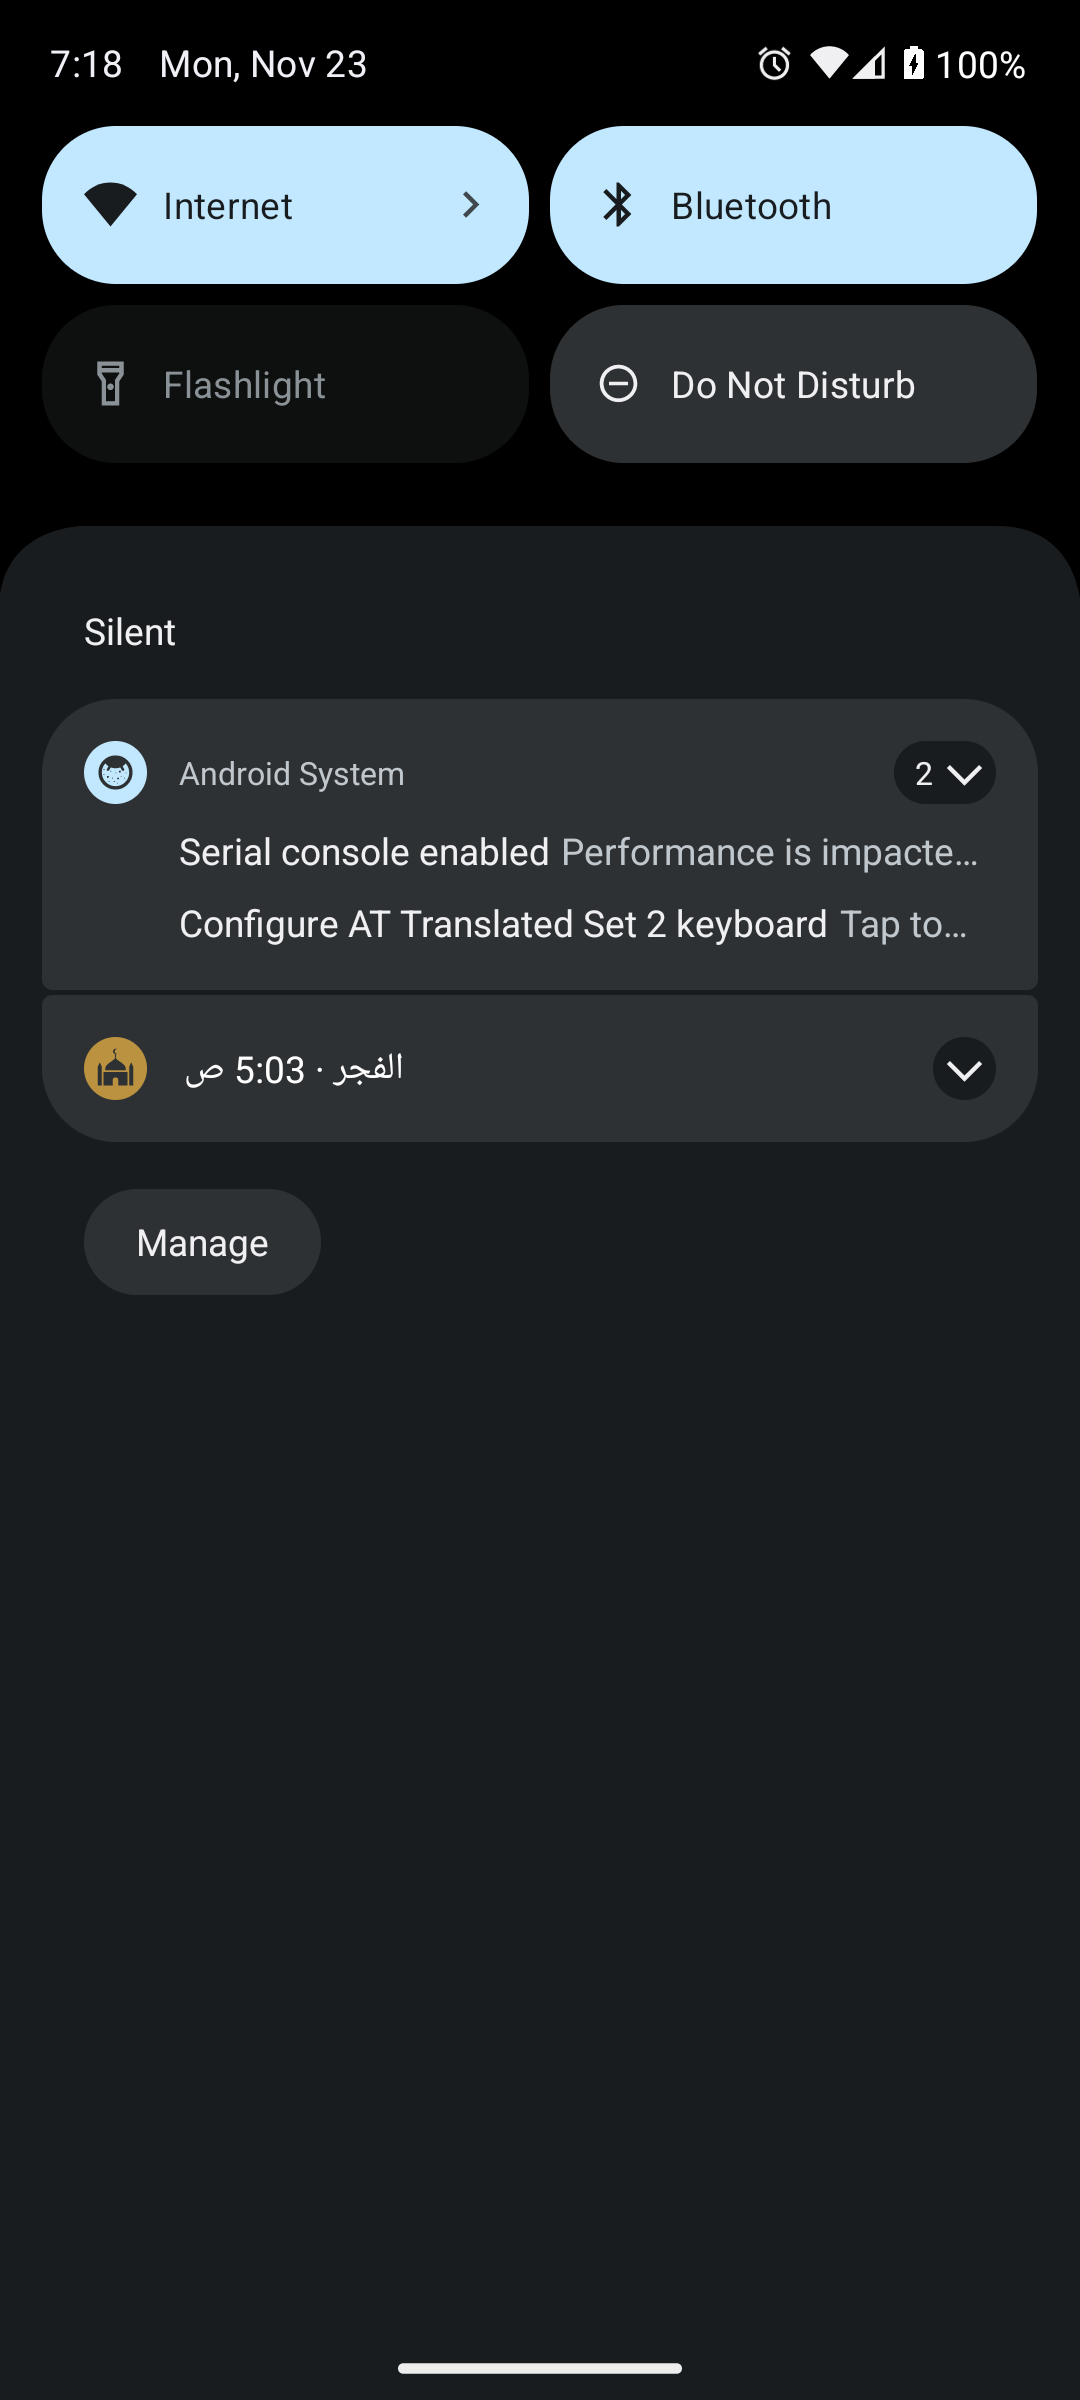 7:18 Mon, Nov 23 100%
Internet
Bluetooth
Flashlight
Do Not Disturb
Silent
Android System 2
Serial console enabled Performance is impacte…
Configure AT Translated Set 2 keyboard Tap to…
الفجر · 5:03 ص
Manage